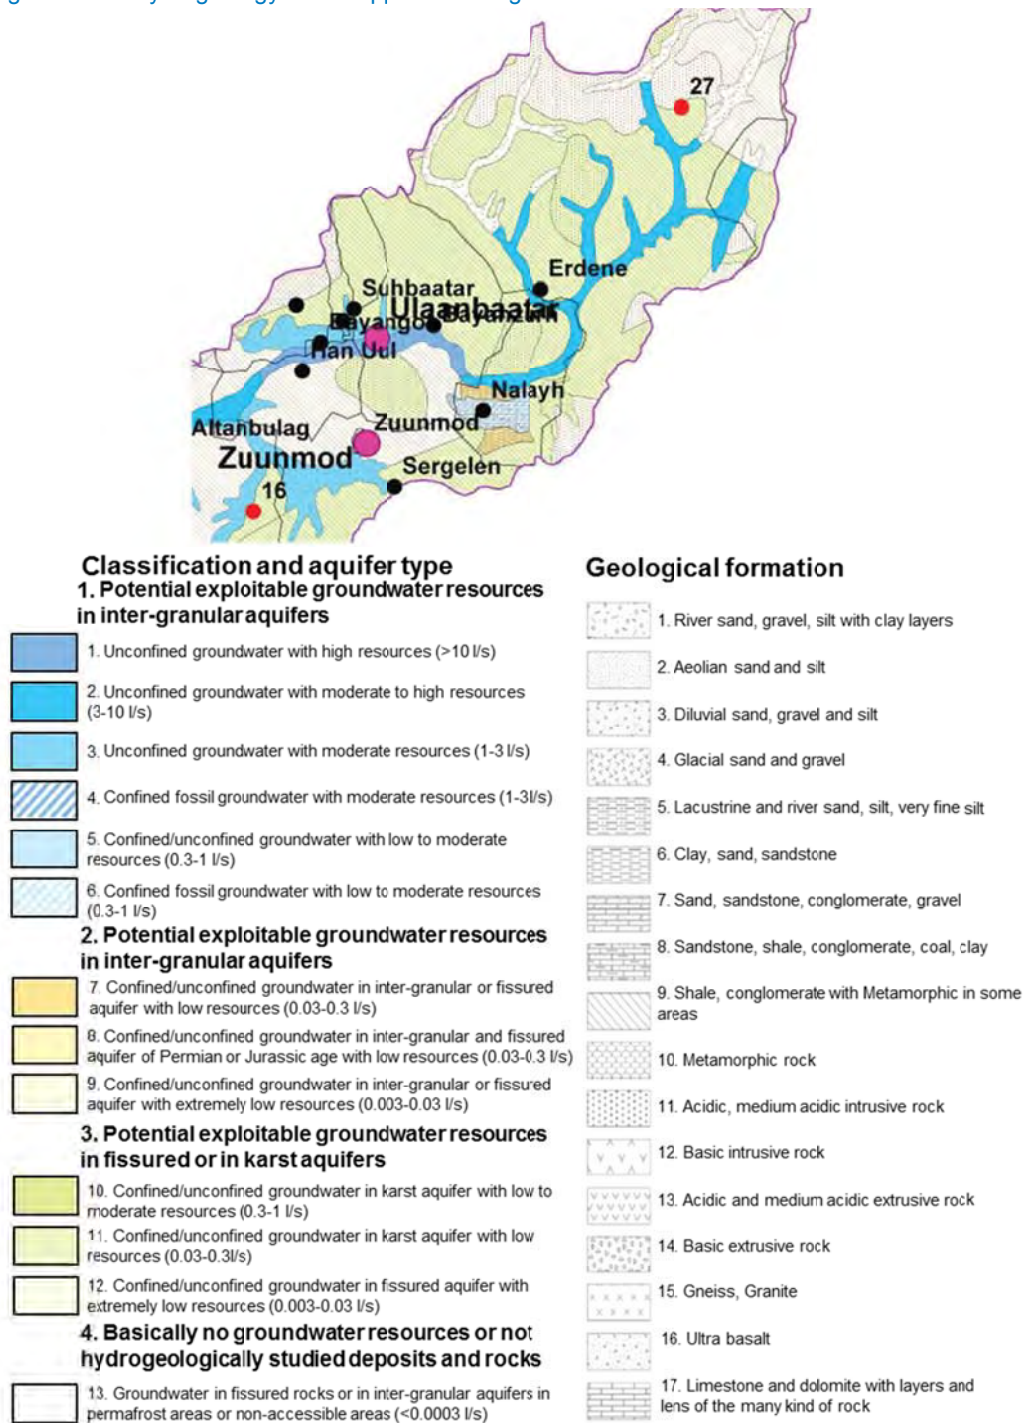 27
Erdene
Suhbaatar
Ulaanbaatar
Bayanzurh
Bayangol
Han Uul
Nalayh
Altanbulag
Zuunmod
Zuunmod
Sergelen
16
Classification and aquifer type
1. Potential exploitable groundwater resources
in inter-granular aquifers
1. Unconfined groundwater with high resources (>10 l/s)
2. Unconfined groundwater with moderate to high resources
(3-10 l/s)
3. Unconfined groundwater with moderate resources (1-3 l/s)
4. Confined fossil groundwater with moderate resources (1-3l/s)
5. Confined/unconfined groundwater with low to moderate
resources (0.3-1 l/s)
6. Confined fossil groundwater with low to moderate resources
(0.3-1 l/s)
2. Potential exploitable groundwater resources
in inter-granular aquifers
7. Confined/unconfined groundwater in inter-granular or fissured
aquifer with low resources (0.03-0.3 l/s)
8. Confined/unconfined groundwater in inter-granular and fissured
aquifer of Permian or Jurassic age with low resources (0.03-0.3 l/s)
9. Confined/unconfined groundwater in inter-granular or fissured
aquifer with extremely low resources (0.003-0.03 l/s)
3. Potential exploitable groundwater resources
in fissured or in karst aquifers
10. Confined/unconfined groundwater in karst aquifer with low to
moderate resources (0.3-1 l/s)
11. Confined/unconfined groundwater in karst aquifer with low
resources (0.03-0.3l/s)
12. Confined/unconfined groundwater in fissured aquifer with
extremely low resources (0.003-0.03 l/s)
4. Basically no groundwater resources or not
hydrogeologically studied deposits and rocks
13. Groundwater in fissured rocks or in inter-granular aquifers in
permafrost areas or non-accessible areas (<0.0003 l/s)
Geological formation
1. River sand, gravel, silt with clay layers
2. Aeolian sand and silt
3. Diluvial sand, gravel and silt
4. Glacial sand and gravel
5. Lacustrine and river sand, silt, very fine silt
6. Clay, sand, sandstone
7. Sand, sandstone, conglomerate, gravel
8. Sandstone, shale, conglomerate, coal, clay
9. Shale, conglomerate with Metamorphic in some
areas
10. Metamorphic rock
11. Acidic, medium acidic intrusive rock
12. Basic intrusive rock
13. Acidic and medium acidic extrusive rock
14. Basic extrusive rock
15. Gneiss, Granite
16. Ultra basalt
17. Limestone and dolomite with layers and
lens of the many kind of rock